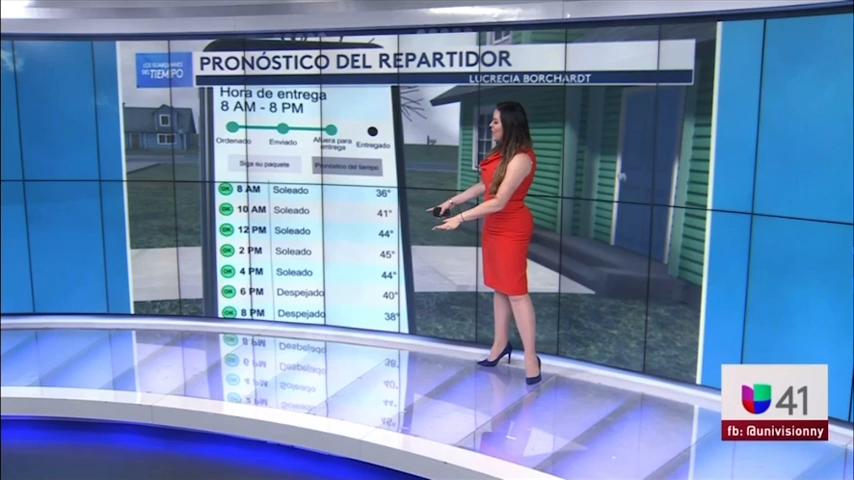 LOS GUARDIANES
DEL TIEMPO
PRONÓSTICO DEL REPARTIDOR
LUCRECIA BORCHARDT
Hora de entrega
8 AM - 8 PM
Ordenado Enviado Afuera para entrega Entregado
Siga su paquete Pronóstico del tiempo
OK 8 AM Soleado 36°
OK 10 AM Soleado 41°
OK 12 PM Soleado 44°
OK 2 PM Soleado 45°
OK 4 PM Soleado 44°
OK 6 PM Despejado 40°
OK 8 PM Despejado 38°
41
fb: @univisionny